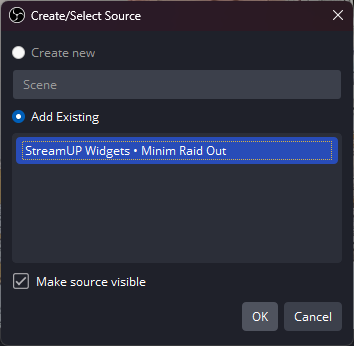 Create/Select Source
Create new
Scene
Add Existing
StreamUP Widgets • Minim Raid Out
Make source visible
OK
Cancel